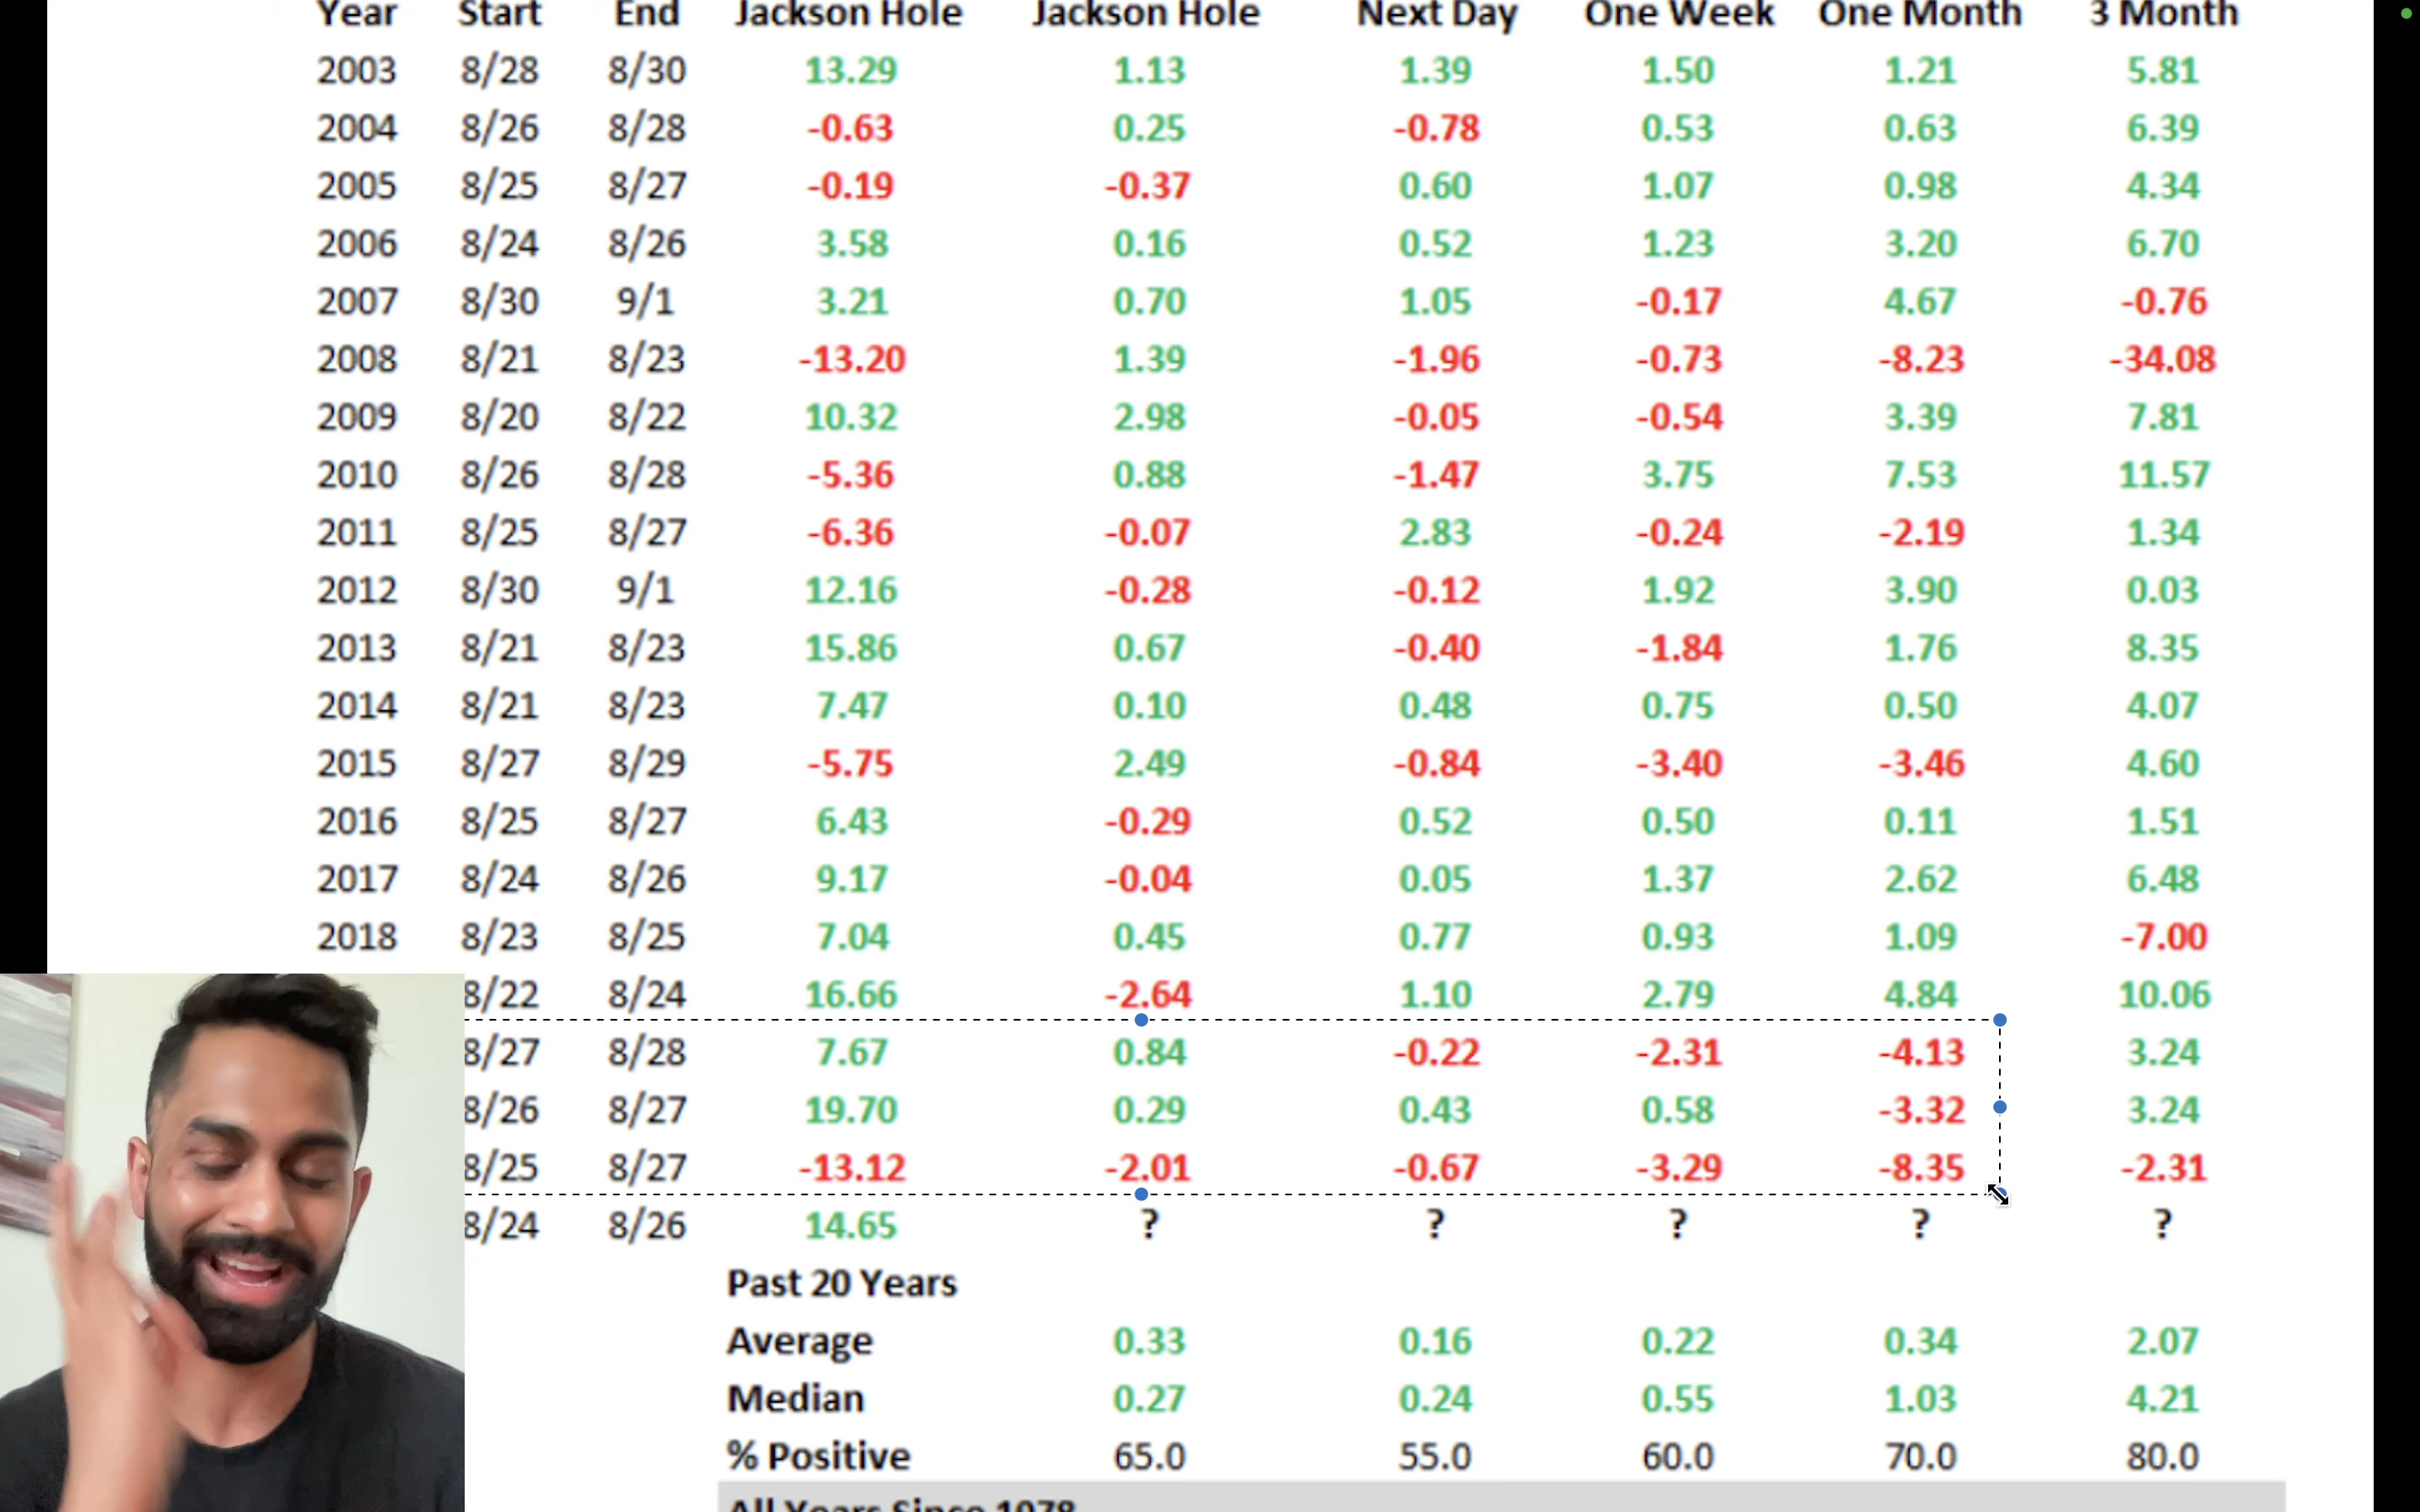 Year Start End Jackson Hole Jackson Hole Next Day One Week One Month 3 Month
2003 8/28 8/30 13.29 1.13 1.39 1.50 1.21 5.81
2004 8/26 8/28 -0.63 0.25 -0.78 0.53 0.63 6.39
2005 8/25 8/27 -0.19 -0.37 0.60 1.07 0.98 4.34
2006 8/24 8/26 3.58 0.16 0.52 1.23 3.20 6.70
2007 8/30 9/1 3.21 0.70 1.05 -0.17 4.67 -0.76
2008 8/21 8/23 -13.20 1.39 -1.96 -0.73 -8.23 -34.08
2009 8/20 8/22 10.32 2.98 -0.05 -0.54 3.39 7.81
2010 8/26 8/28 -5.36 0.88 -1.47 3.75 7.53 11.57
2011 8/25 8/27 -6.36 -0.07 2.83 -0.24 -2.19 1.34
2012 8/30 9/1 12.16 -0.28 -0.12 1.92 3.90 0.03
2013 8/21 8/23 15.86 0.67 -0.40 -1.84 1.76 8.35
2014 8/21 8/23 7.47 0.10 0.48 0.75 0.50 4.07
2015 8/27 8/29 -5.75 2.49 -0.84 -3.40 -3.46 4.60
2016 8/25 8/27 6.43 -0.29 0.52 0.50 0.11 1.51
2017 8/24 8/26 9.17 -0.04 0.05 1.37 2.62 6.48
2018 8/23 8/25 7.04 0.45 0.77 0.93 1.09 -7.00
8/22 8/24 16.66 -2.64 1.10 2.79 4.84 10.06
8/27 8/28 7.67 0.84 -0.22 -2.31 -4.13 3.24
8/26 8/27 19.70 0.29 0.43 0.58 -3.32 3.24
8/25 8/27 -13.12 -2.01 -0.67 -3.29 -8.35 -2.31
8/24 8/26 14.65 ? ? ? ? ?
Past 20 Years
Average 0.33 0.16 0.22 0.34 2.07
Median 0.27 0.24 0.55 1.03 4.21
% Positive 65.0 55.0 60.0 70.0 80.0
All Years Since 1978